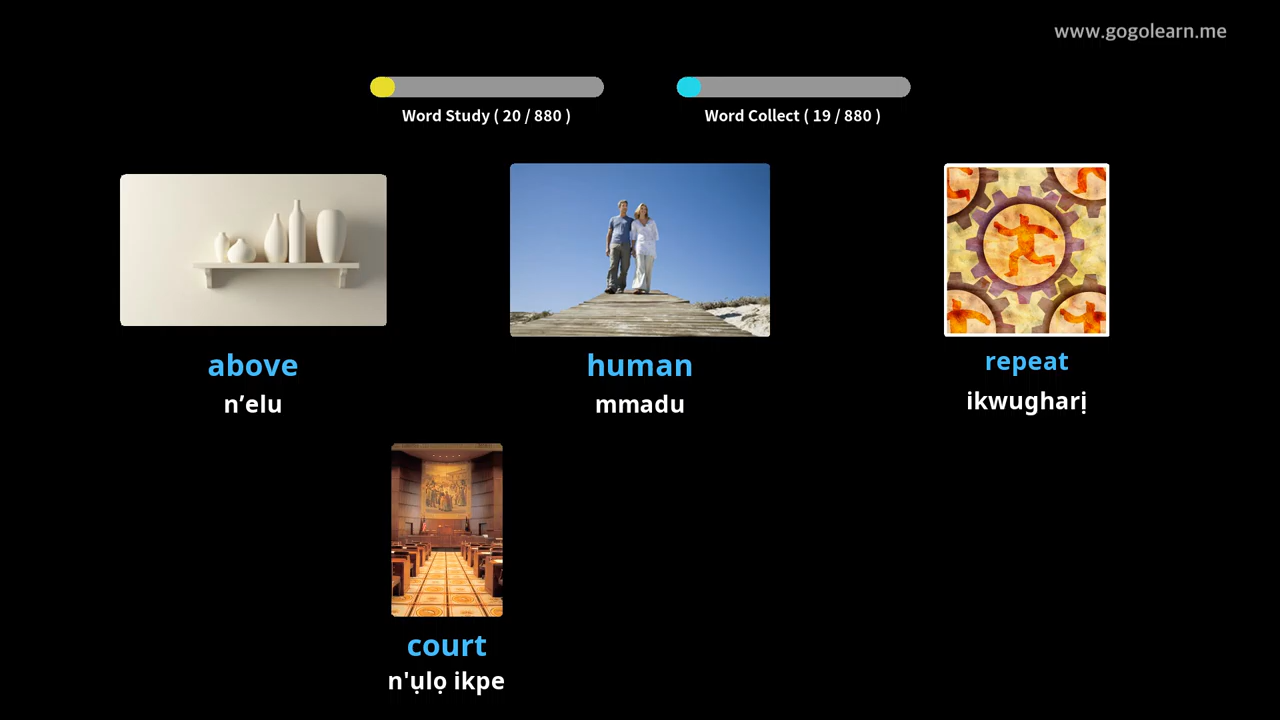 www.gogolearn.me
Word Study ( 20 / 880 )
Word Collect ( 19 / 880 )
above
n’elu
human
mmadu
repeat
ikwugharị
court
n'ụlọ ikpe